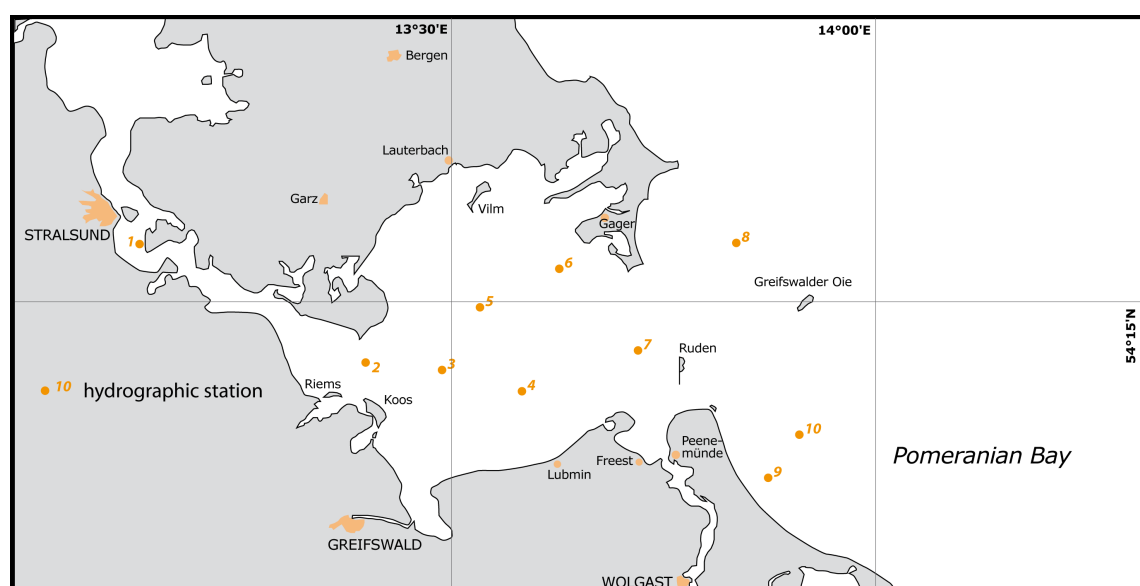 13°30'E
14°00'E
Bergen
Lauterbach
Garz
Vilm
STRALSUND
1
Gager
8
6
Greifswalder Oie
5
54°15'N
7
Ruden
2
3
4
10 hydrographic station
Riems
Koos
10
Peene-
münde
Pomeranian Bay
Freest
9
Lubmin
GREIFSWALD
WOLGAST